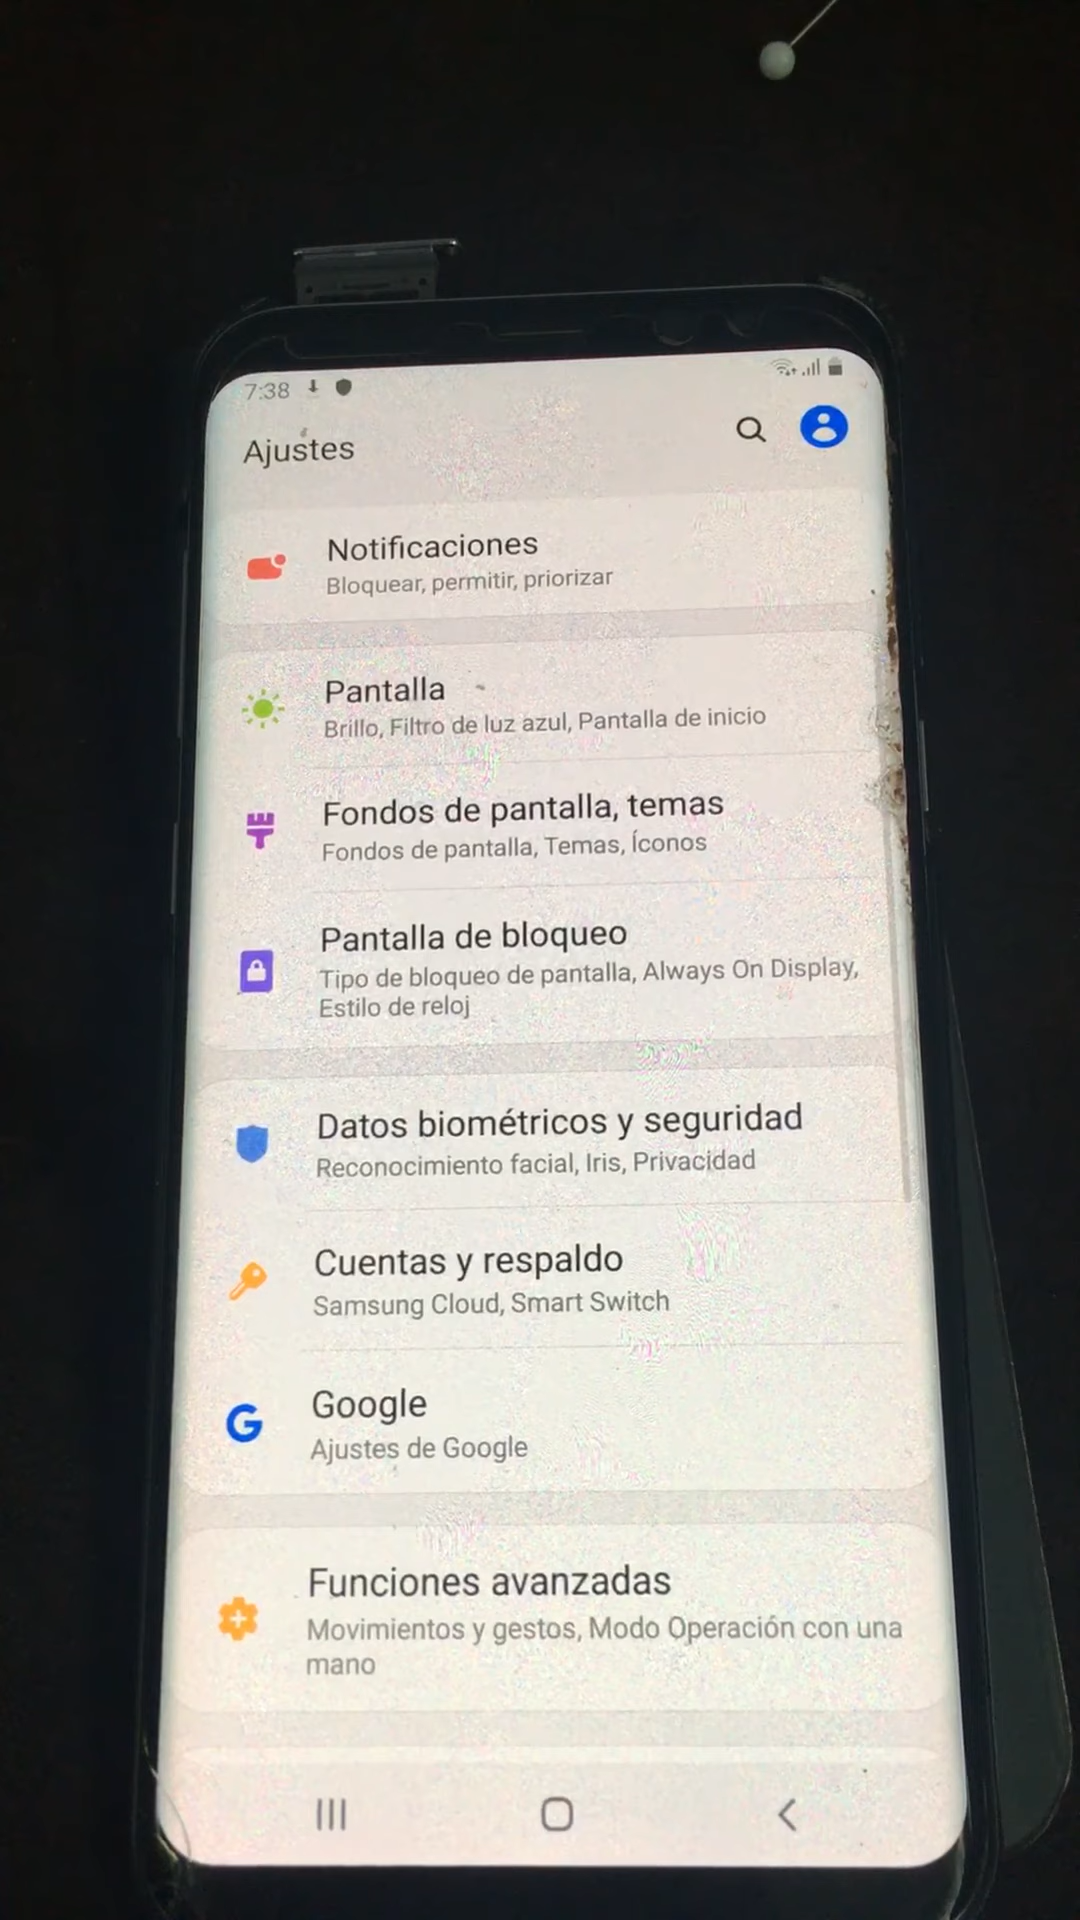 7:38
Ajustes
Notificaciones
Bloquear, permitir, priorizar
Pantalla
Brillo, Filtro de luz azul, Pantalla de inicio
Fondos de pantalla, temas
Fondos de pantalla, Temas, Íconos
Pantalla de bloqueo
Tipo de bloqueo de pantalla, Always On Display,
Estilo de reloj
Datos biométricos y seguridad
Reconocimiento facial, Iris, Privacidad
Cuentas y respaldo
Samsung Cloud, Smart Switch
G
Google
Ajustes de Google
Funciones avanzadas
Movimientos y gestos, Modo Operación con una
mano